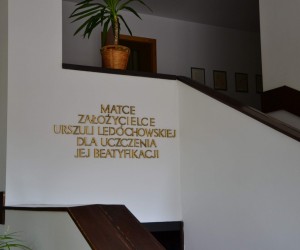 MATCE
ZAŁOŻYCIELCE
URSZULI LEDÓCHOWSKIEJ
DLA UCZCZENIA
JEJ BEATYFIKACJI